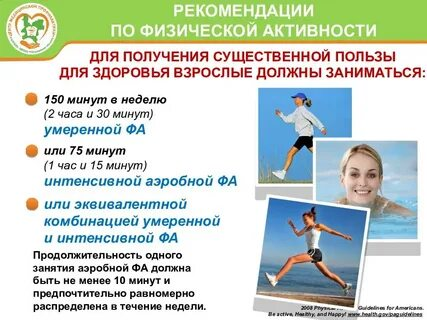 РЕКОМЕНДАЦИИ
ПО ФИЗИЧЕСКОЙ АКТИВНОСТИ
ДЛЯ ПОЛУЧЕНИЯ СУЩЕСТВЕННОЙ ПОЛЬЗЫ
ДЛЯ ЗДОРОВЬЯ ВЗРОСЛЫЕ ДОЛЖНЫ ЗАНИМАТЬСЯ:
150 минут в неделю
(2 часа и 30 минут)
умеренной ФА
или 75 минут
(1 час и 15 минут)
интенсивной аэробной ФА
или эквивалентной
комбинацией умеренной
и интенсивной ФА
Продолжительность одного
занятия аэробной ФА должна
быть не менее 10 минут и
предпочтительно равномерно
распределена в течение недели.
2008 Guidelines for Americans.
Be active, Healthy, and Happy! www.health.gov/paguidelines